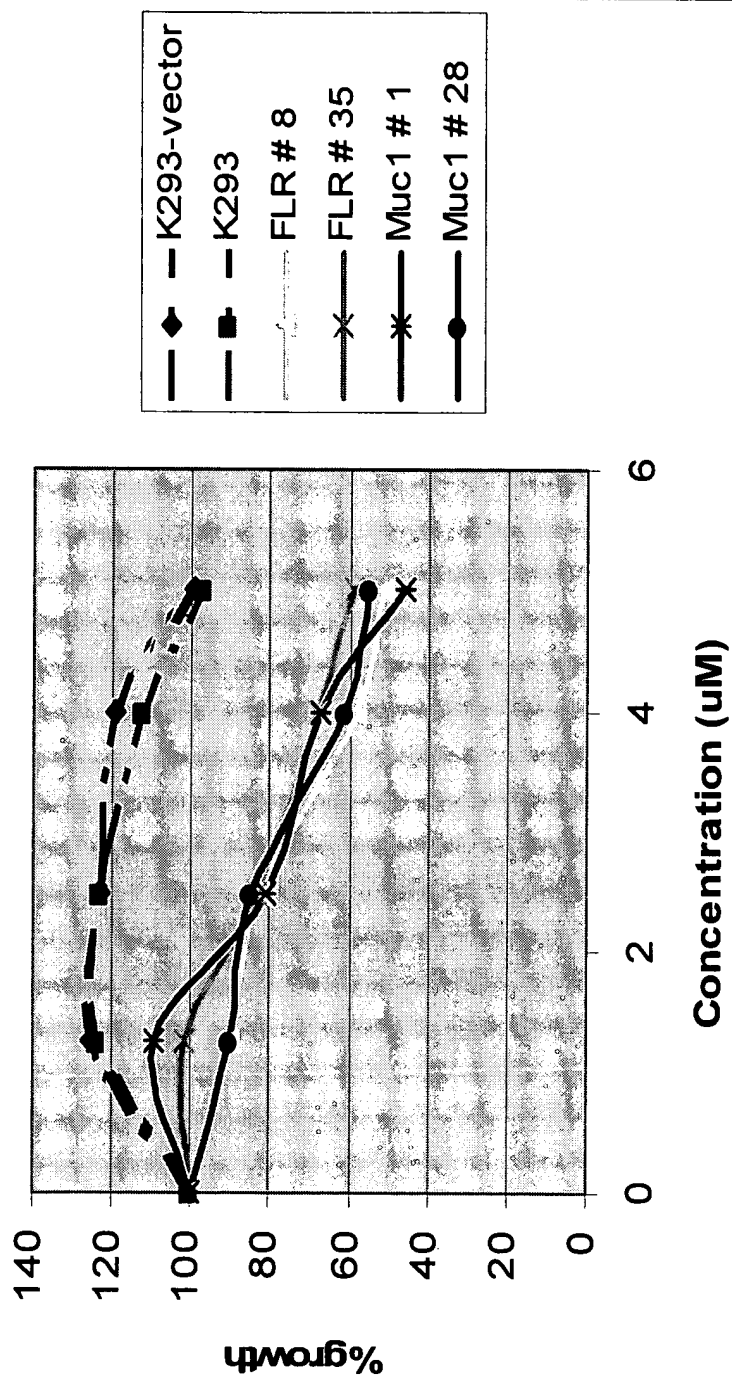 %growth
140
120
100
80
60
40
20
0
0
2
4
6
Concentration (uM)
K293-vector
K293
FLR # 8
FLR # 35
Muc1 # 1
Muc1 # 28